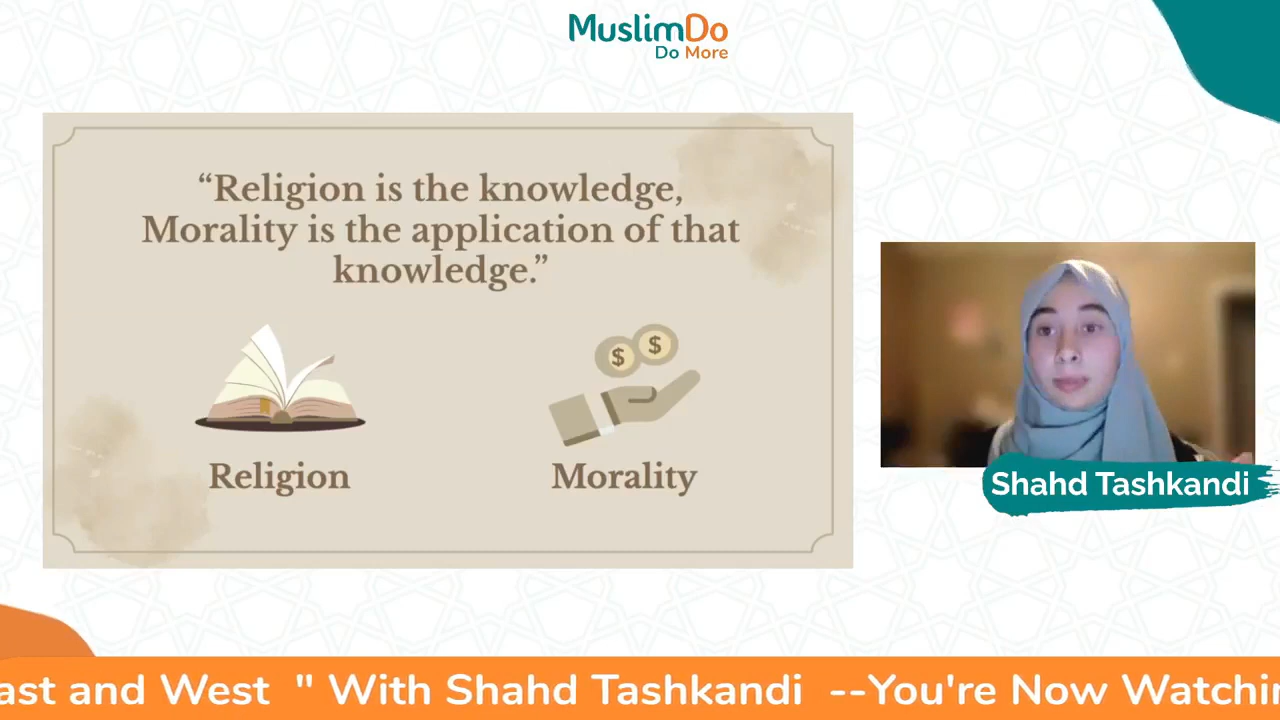 MuslimDo
Do More
“Religion is the knowledge,
Morality is the application of that
knowledge.”
$ $
Religion
Morality
Shahd Tashkandi
ast and West " With Shahd Tashkandi --You're Now Watchin